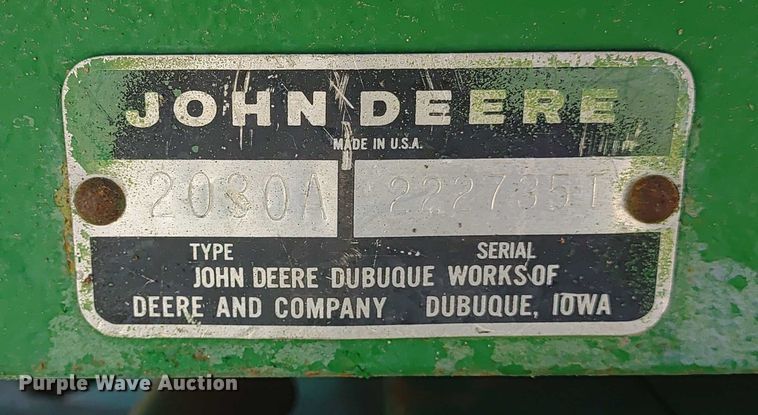 JOHN DEERE
MADE IN U.S.A.
2030A 222735T
TYPE SERIAL
JOHN DEERE DUBUQUE WORKS OF
DEERE AND COMPANY DUBUQUE, IOWA
Purple Wave Auction